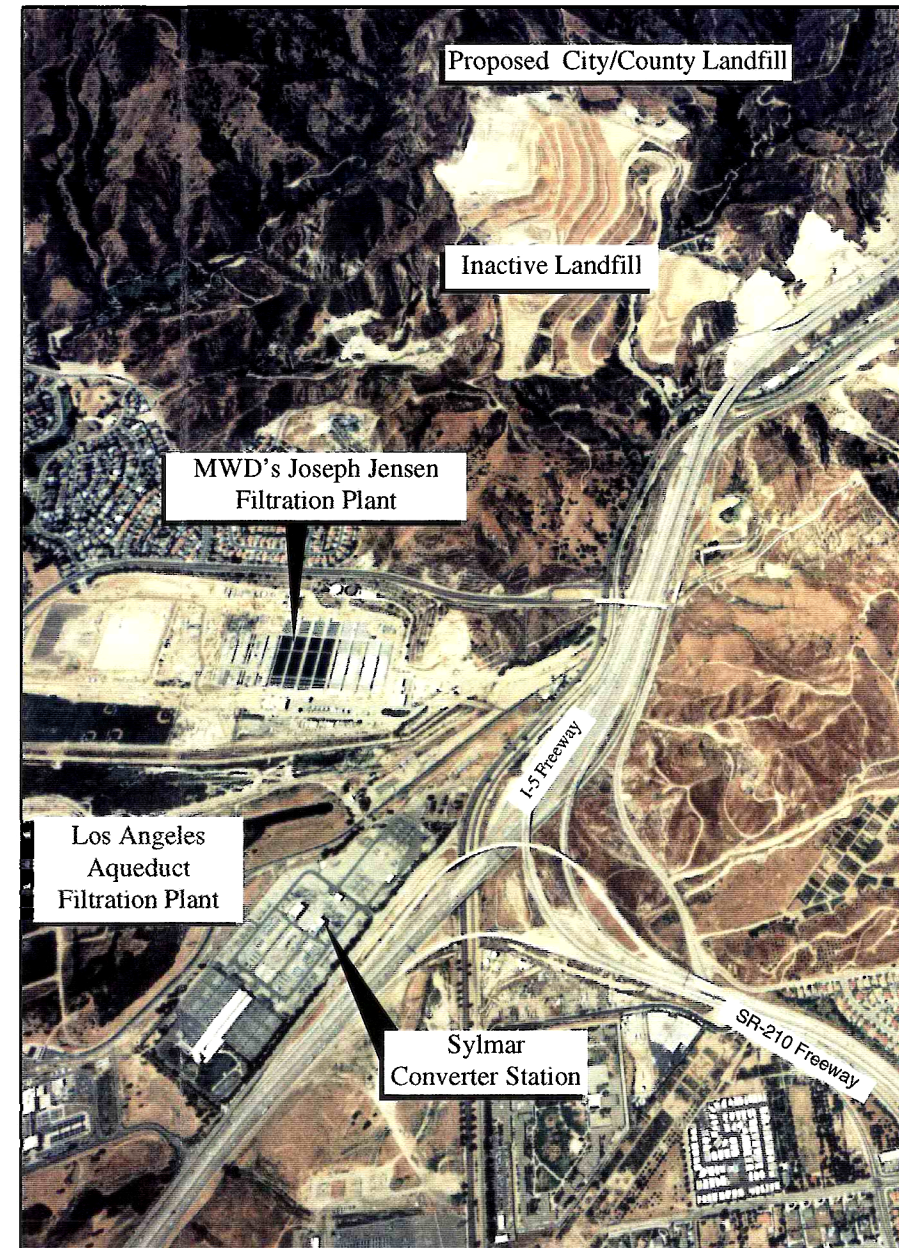 Proposed City/County Landfill
Inactive Landfill
MWD's Joseph Jensen
Filtration Plant
I-5 Freeway
Los Angeles
Aqueduct
Filtration Plant
Sylmar
Converter Station
SR-210 Freeway